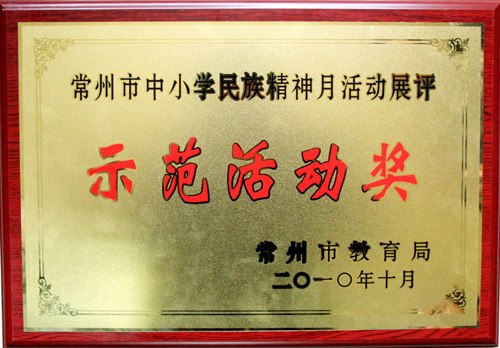 常州市中小学民族精神月活动展评
示范活动奖
常州市教育局
二〇一〇年十月